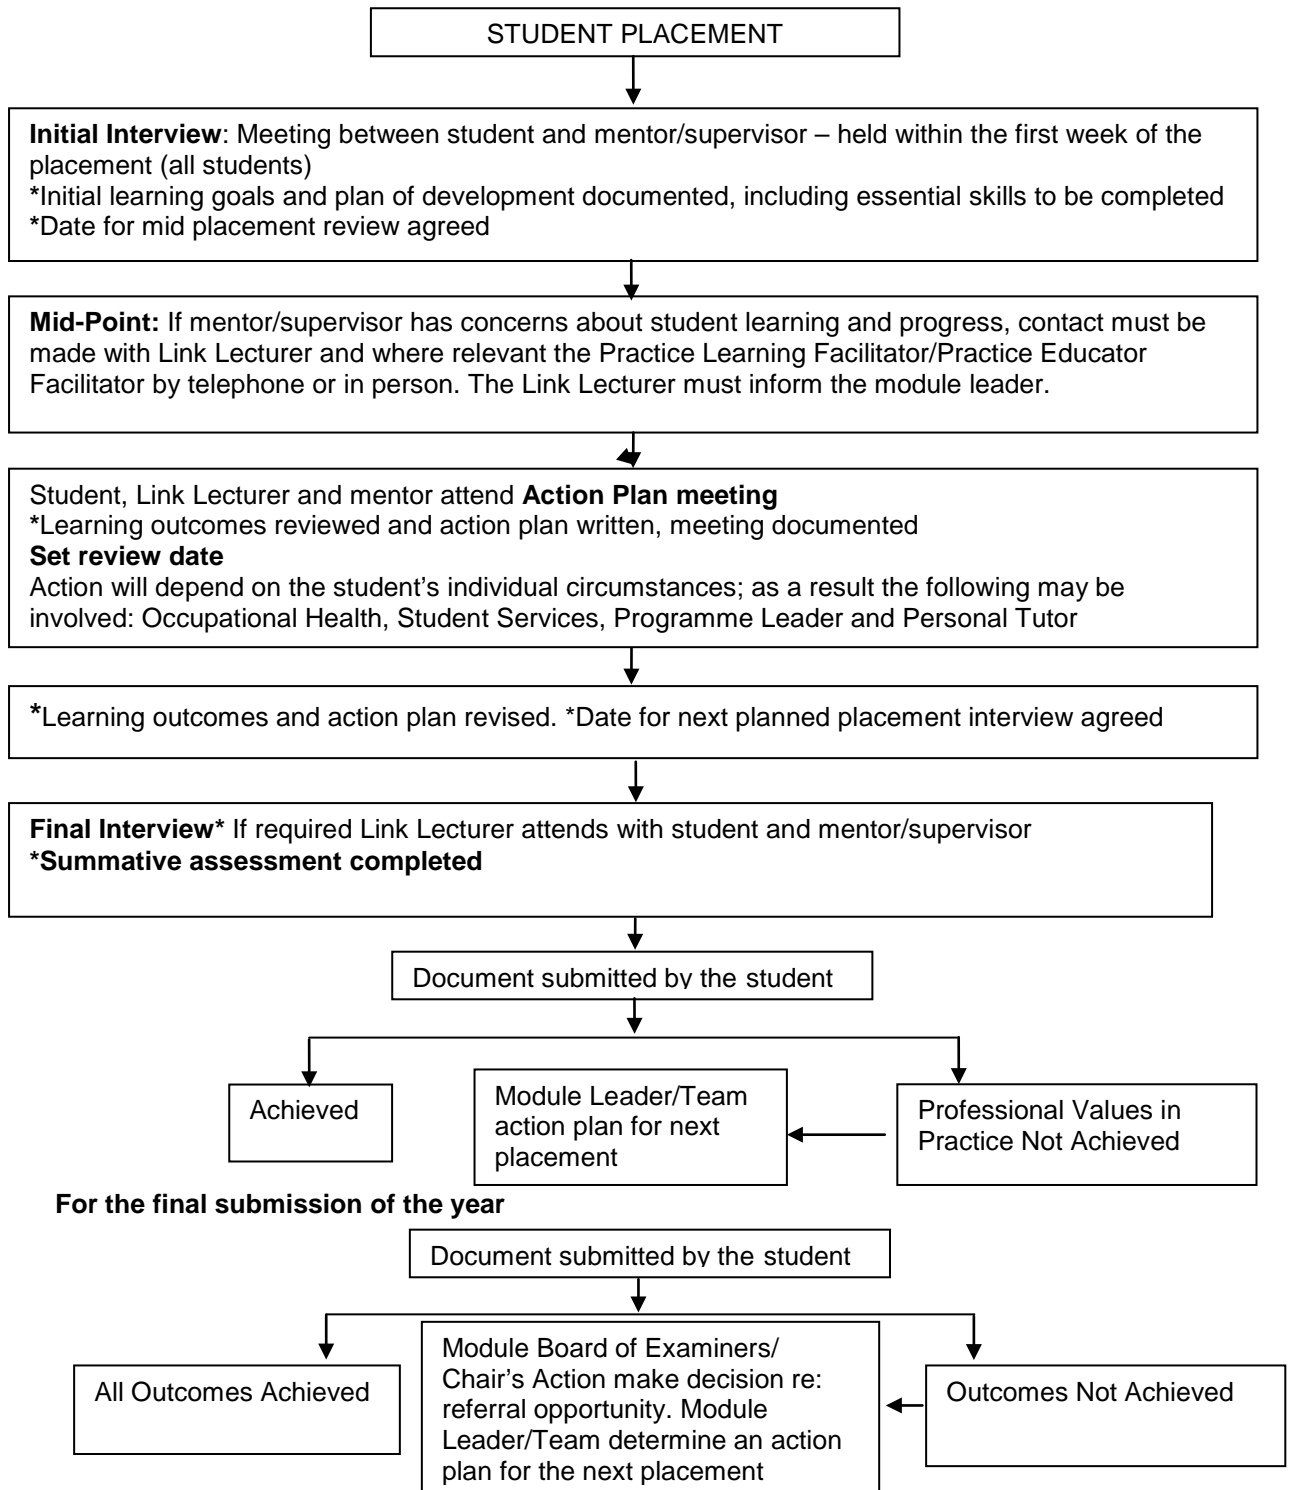 STUDENT PLACEMENT
Initial Interview: Meeting between student and mentor/supervisor – held within the first week of the
placement (all students)
*Initial learning goals and plan of development documented, including essential skills to be completed
*Date for mid placement review agreed
Mid-Point: If mentor/supervisor has concerns about student learning and progress, contact must be
made with Link Lecturer and where relevant the Practice Learning Facilitator/Practice Educator
Facilitator by telephone or in person. The Link Lecturer must inform the module leader.
Student, Link Lecturer and mentor attend Action Plan meeting
*Learning outcomes reviewed and action plan written, meeting documented
Set review date
Action will depend on the student’s individual circumstances; as a result the following may be
involved: Occupational Health, Student Services, Programme Leader and Personal Tutor
*Learning outcomes and action plan revised. *Date for next planned placement interview agreed
Final Interview* If required Link Lecturer attends with student and mentor/supervisor
*Summative assessment completed
Document submitted by the student
Achieved
Module Leader/Team
action plan for next
placement
Professional Values in
Practice Not Achieved
For the final submission of the year
Document submitted by the student
All Outcomes Achieved
Module Board of Examiners/
Chair’s Action make decision re:
referral opportunity. Module
Leader/Team determine an action
plan for the next placement
Outcomes Not Achieved